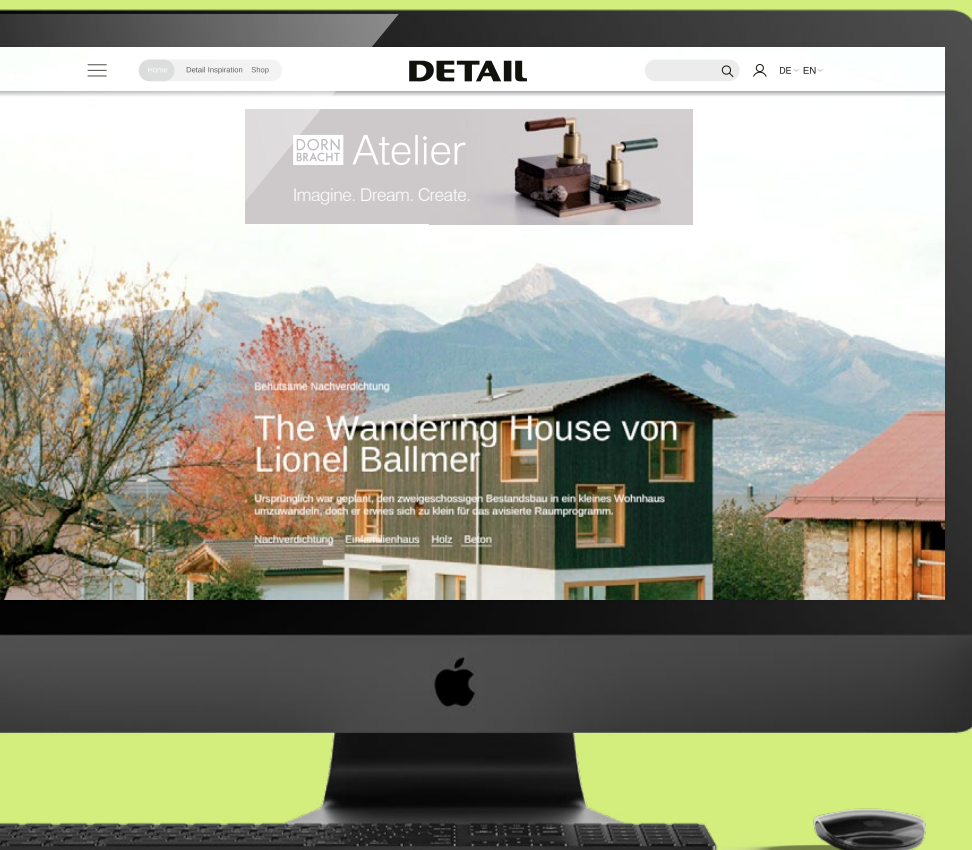 Home Detail Inspiration Shop DETAIL DE EN
DORN
BRACHT Atelier
Imagine. Dream. Create.
Behutsame Nachverdichtung
The Wandering House von
Lionel Ballmer
Ursprünglich war geplant, den zweigeschossigen Bestandsbau in ein kleines Wohnhaus
umzuwandeln, doch er erwies sich zu klein für das avisierte Raumprogramm.
Nachverdichtung Einfamilienhaus Holz Beton